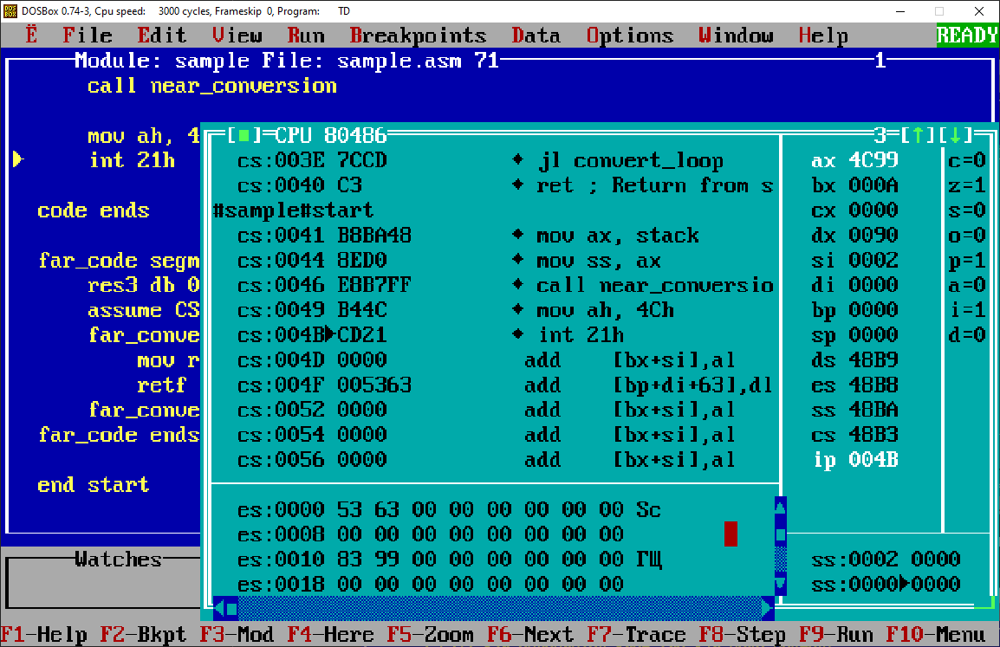 DOSBox 0.74-3, Cpu speed: 3000 cycles, Frameskip 0, Program: TD
Ë File Edit View Run Breakpoints Data Options Window Help READY
Module: sample File: sample.asm 71 1
call near_conversion
mov ah, 4
int 21h
code ends
far_code segm
res3 db 0
assume CS
far_conve
mov r
retf
far_conve
far_code ends
end start
[■]=CPU 80486 3=[↑][↓]
cs:003E 7CCD ♦ jl convert_loop
cs:0040 C3 ♦ ret ; Return from s
#sample#start
cs:0041 B8BA48 ♦ mov ax, stack
cs:0044 8ED0 ♦ mov ss, ax
cs:0046 E8B7FF ♦ call near_conversio
cs:0049 B44C ♦ mov ah, 4Ch
cs:004B►CD21 ♦ int 21h
cs:004D 0000 add [bx+si],al
cs:004F 005363 add [bp+di+63],dl
cs:0052 0000 add [bx+si],al
cs:0054 0000 add [bx+si],al
cs:0056 0000 add [bx+si],al
ax 4C99 c=0
bx 000A z=1
cx 0000 s=0
dx 0090 o=0
si 0002 p=1
di 0000 a=0
bp 0000 i=1
sp 0000 d=0
ds 48B9
es 48B8
ss 48BA
cs 48B3
ip 004B
es:0000 53 63 00 00 00 00 00 00 Sc
es:0008 00 00 00 00 00 00 00 00
es:0010 83 99 00 00 00 00 00 00 ГЩ
es:0018 00 00 00 00 00 00 00 00
ss:0002 0000
ss:0000►0000
Watches
F1-Help F2-Bkpt F3-Mod F4-Here F5-Zoom F6-Next F7-Trace F8-Step F9-Run F10-Menu